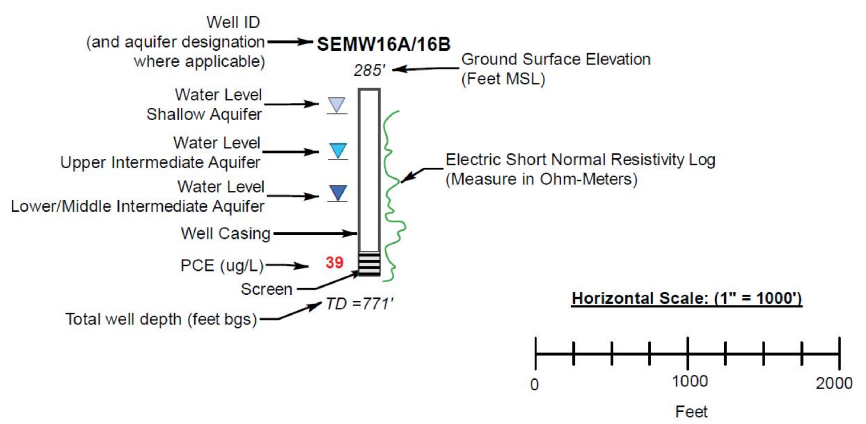 Well ID
(and aquifer designation
where applicable)
SEMW16A/16B
285'
Ground Surface Elevation
(Feet MSL)
Water Level
Shallow Aquifer
Water Level
Upper Intermediate Aquifer
Water Level
Lower/Middle Intermediate Aquifer
Electric Short Normal Resistivity Log
(Measure in Ohm-Meters)
Well Casing
PCE (ug/L)
39
Screen
TD =771'
Total well depth (feet bgs)
Horizontal Scale: (1" = 1000')
0
1000
2000
Feet